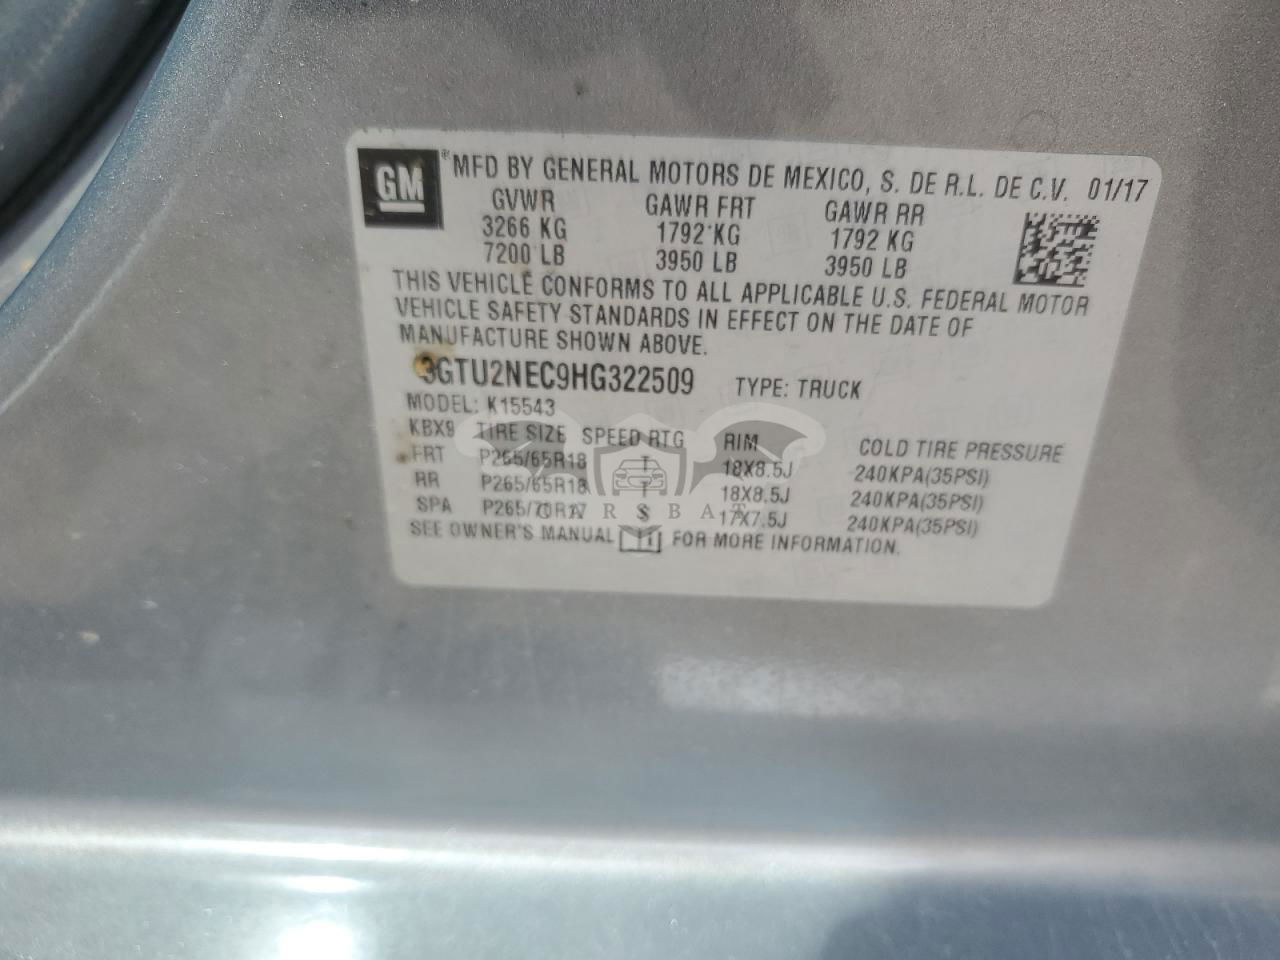 GM
® MFD BY GENERAL MOTORS DE MEXICO, S. DE R.L. DE C.V. 01/17
GVWR GAWR FRT GAWR RR
3266 KG 1792 KG 1792 KG
7200 LB 3950 LB 3950 LB
THIS VEHICLE CONFORMS TO ALL APPLICABLE U.S. FEDERAL MOTOR
VEHICLE SAFETY STANDARDS IN EFFECT ON THE DATE OF
MANUFACTURE SHOWN ABOVE.
3GTU2NEC9HG322509 TYPE: TRUCK
MODEL: K15543
KBX9 TIRE SIZE SPEED RTG RIM COLD TIRE PRESSURE
FRT P265/65R18 T 18X8.5J 240KPA(35PSI)
RR P265/65R18 T 18X8.5J 240KPA(35PSI)
SPA P265/70R17 S 17X7.5J 240KPA(35PSI)
CARSBAT
SEE OWNER'S MANUAL FOR MORE INFORMATION.